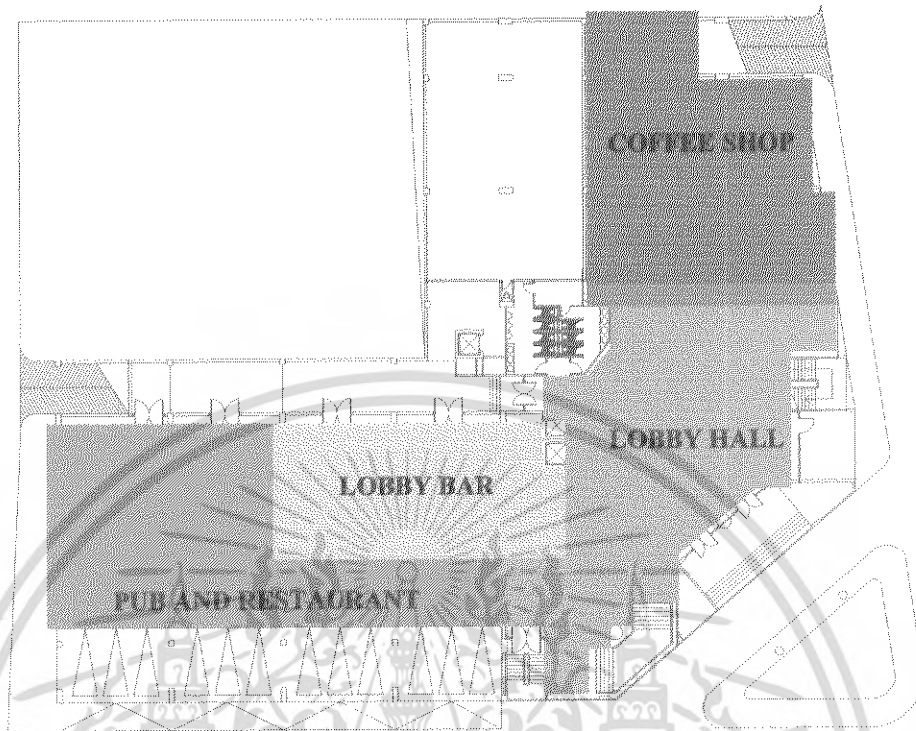 COFFEE SHOP
LOBBY HALL
LOBBY BAR
PUB AND RESTAURANT